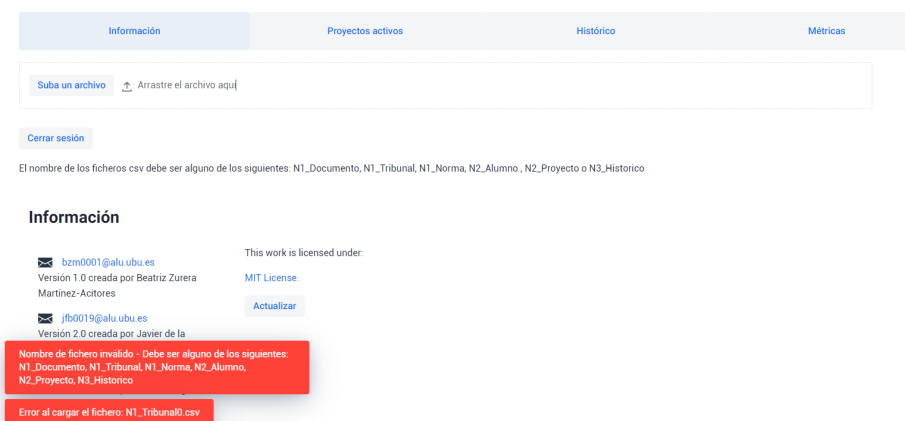 Información Proyectos activos Histórico Métricas
Suba un archivo Arrastre el archivo aquí
Cerrar sesión
El nombre de los ficheros csv debe ser alguno de los siguientes: N1_Documento, N1_Tribunal, N1_Norma, N2_Alumno , N2_Proyecto o N3_Historico
Información
bzm0001@alu.ubu.es
Versión 1.0 creada por Beatriz Zurera
Martínez-Acitores
jfb0019@alu.ubu.es
Versión 2.0 creada por Javier de la
This work is licensed under:
MIT License.
Actualizar
Nombre de fichero inválido - Debe ser alguno de los siguientes:
N1_Documento, N1_Tribunal, N1_Norma, N2_Alumno,
N2_Proyecto, N3_Historico
Error al cargar el fichero: N1_Tribunal0.csv